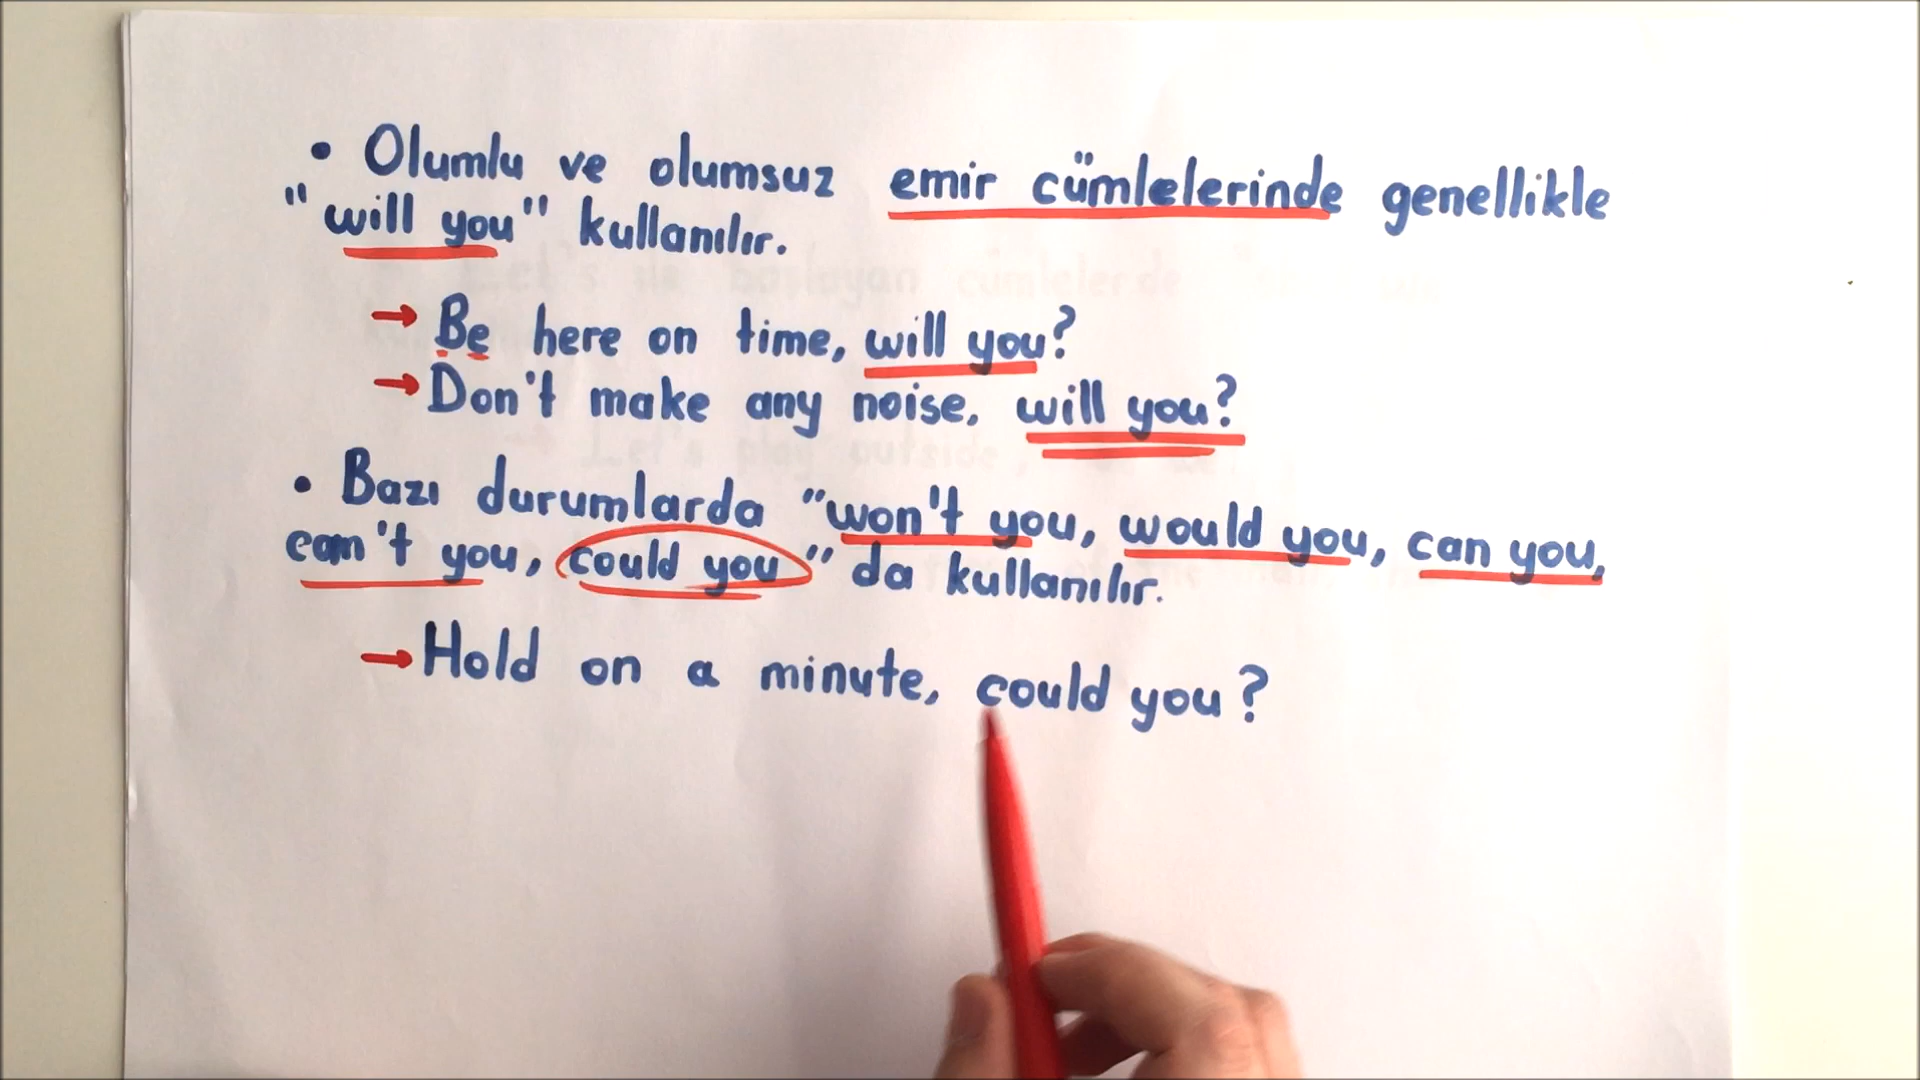 • Olumlu ve olumsuz emir cümlelerinde genellikle
"will you" kullanılır.
→ Be here on time, will you?
→ Don't make any noise, will you?
• Bazı durumlarda "won't you, would you, can you,
can't you, could you" da kullanılır.
→ Hold on a minute, could you?